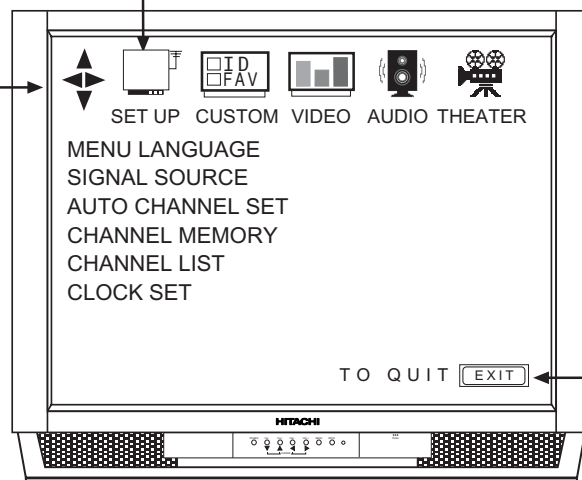 ID
FAV
SET UP CUSTOM VIDEO AUDIO THEATER
MENU LANGUAGE
SIGNAL SOURCE
AUTO CHANNEL SET
CHANNEL MEMORY
CHANNEL LIST
CLOCK SET
TO QUIT EXIT
HITACHI